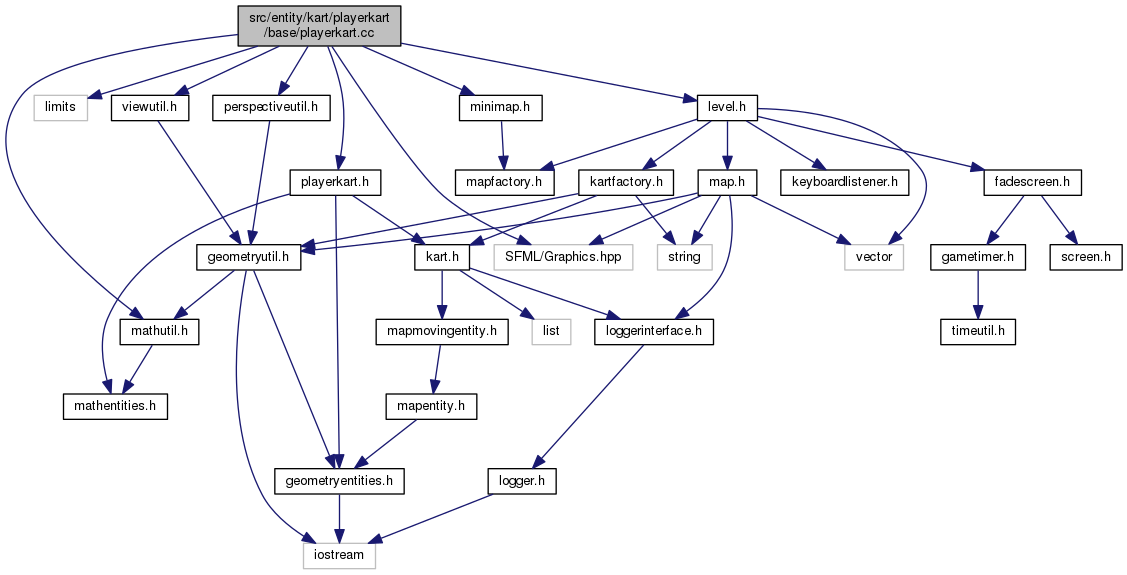 src/entity/kart/playerkart
/base/playerkart.cc
limits
viewutil.h
perspectiveutil.h
minimap.h
level.h
playerkart.h
mapfactory.h
kartfactory.h
map.h
keyboardlistener.h
fadescreen.h
geometryutil.h
kart.h
SFML/Graphics.hpp
string
vector
gametimer.h
screen.h
mathutil.h
mapmovingentity.h
list
loggerinterface.h
timeutil.h
mathentities.h
mapentity.h
geometryentities.h
logger.h
iostream